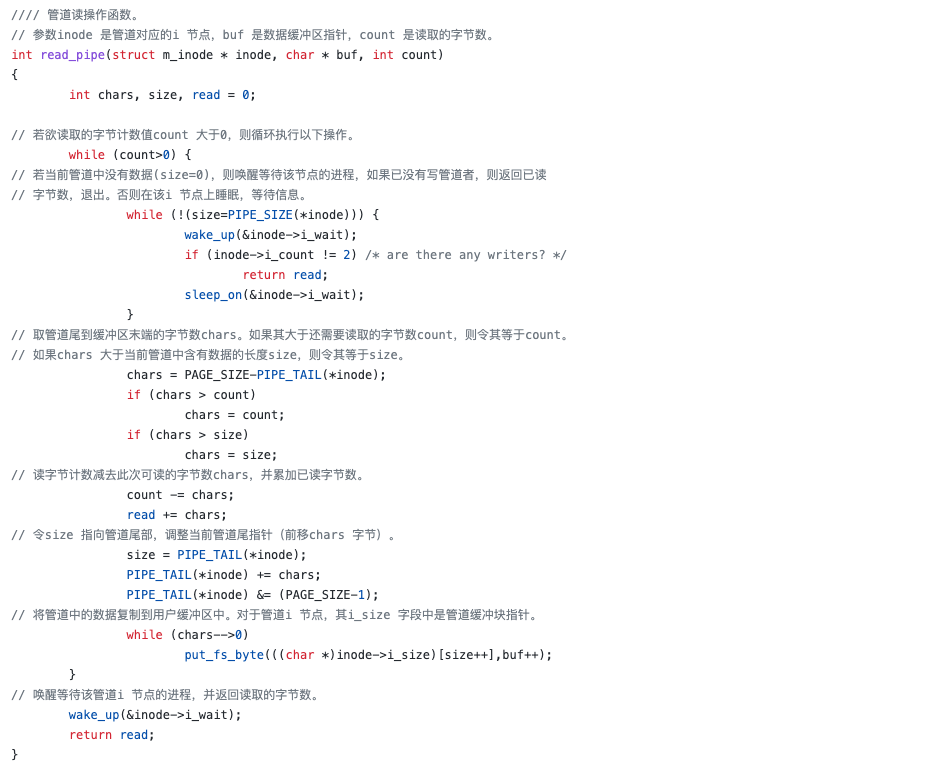 //// 管道读操作函数。
// 参数inode 是管道对应的i 节点，buf 是数据缓冲区指针，count 是读取的字节数。
int read_pipe(struct m_inode * inode, char * buf, int count)
{
        int chars, size, read = 0;

// 若欲读取的字节计数值count 大于0，则循环执行以下操作。
        while (count>0) {
// 若当前管道中没有数据(size=0)，则唤醒等待该节点的进程，如果已没有写管道者，则返回已读
// 字节数，退出。否则在该i 节点上睡眠，等待信息。
                while (!(size=PIPE_SIZE(*inode))) {
                        wake_up(&inode->i_wait);
                        if (inode->i_count != 2) /* are there any writers? */
                                return read;
                        sleep_on(&inode->i_wait);
                }
// 取管道尾到缓冲区末端的字节数chars。如果其大于还需要读取的字节数count，则令其等于count。
// 如果chars 大于当前管道中含有数据的长度size，则令其等于size。
                chars = PAGE_SIZE-PIPE_TAIL(*inode);
                if (chars > count)
                        chars = count;
                if (chars > size)
                        chars = size;
// 读字节计数减去此次可读的字节数chars，并累加已读字节数。
                count -= chars;
                read += chars;
// 令size 指向管道尾部，调整当前管道尾指针（前移chars 字节）。
                size = PIPE_TAIL(*inode);
                PIPE_TAIL(*inode) += chars;
                PIPE_TAIL(*inode) &= (PAGE_SIZE-1);
// 将管道中的数据复制到用户缓冲区中。对于管道i 节点，其i_size 字段中是管道缓冲块指针。
                while (chars-->0)
                        put_fs_byte(((char *)inode->i_size)[size++],buf++);
        }
// 唤醒等待该管道i 节点的进程，并返回读取的字节数。
        wake_up(&inode->i_wait);
        return read;
}